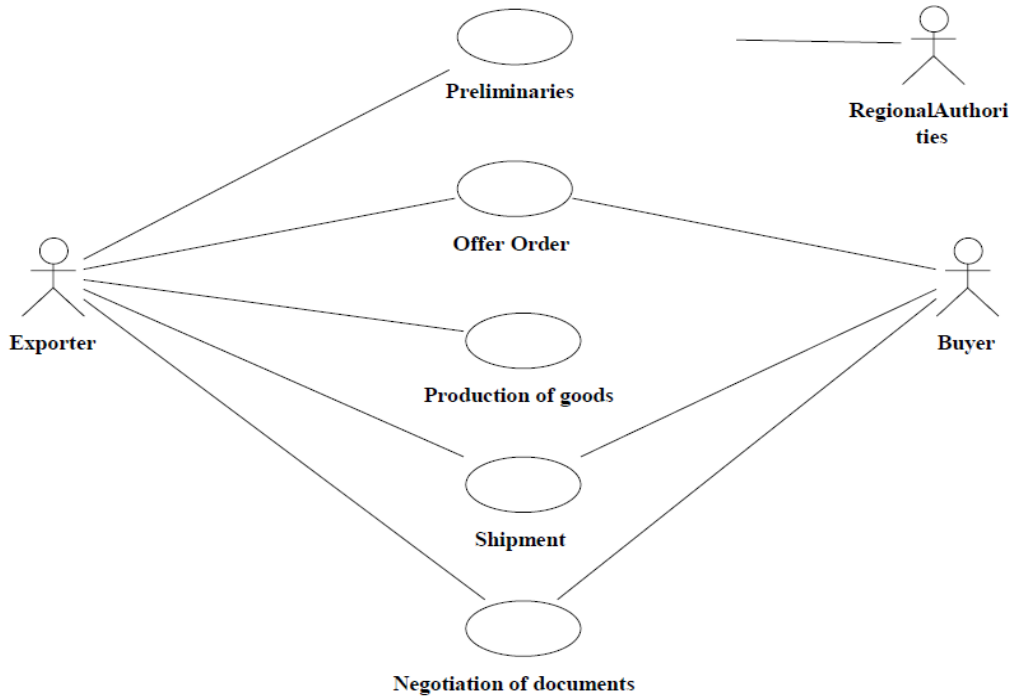 Preliminaries
RegionalAuthori
ties
Offer Order
Exporter
Buyer
Production of goods
Shipment
Negotiation of documents